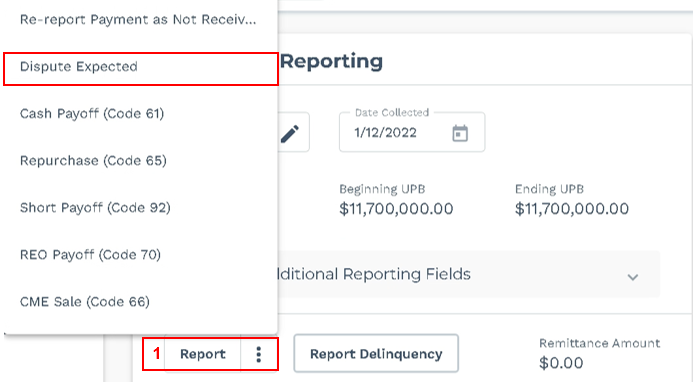 Re-report Payment as Not Receiv...
Dispute Expected
Cash Payoff (Code 61)
Repurchase (Code 65)
Short Payoff (Code 92)
REO Payoff (Code 70)
CME Sale (Code 66)
Reporting
Date Collected
1/12/2022
Beginning UPB
$11,700,000.00
Ending UPB
$11,700,000.00
dditional Reporting Fields
1
Report
Report Delinquency
Remittance Amount
$0.00